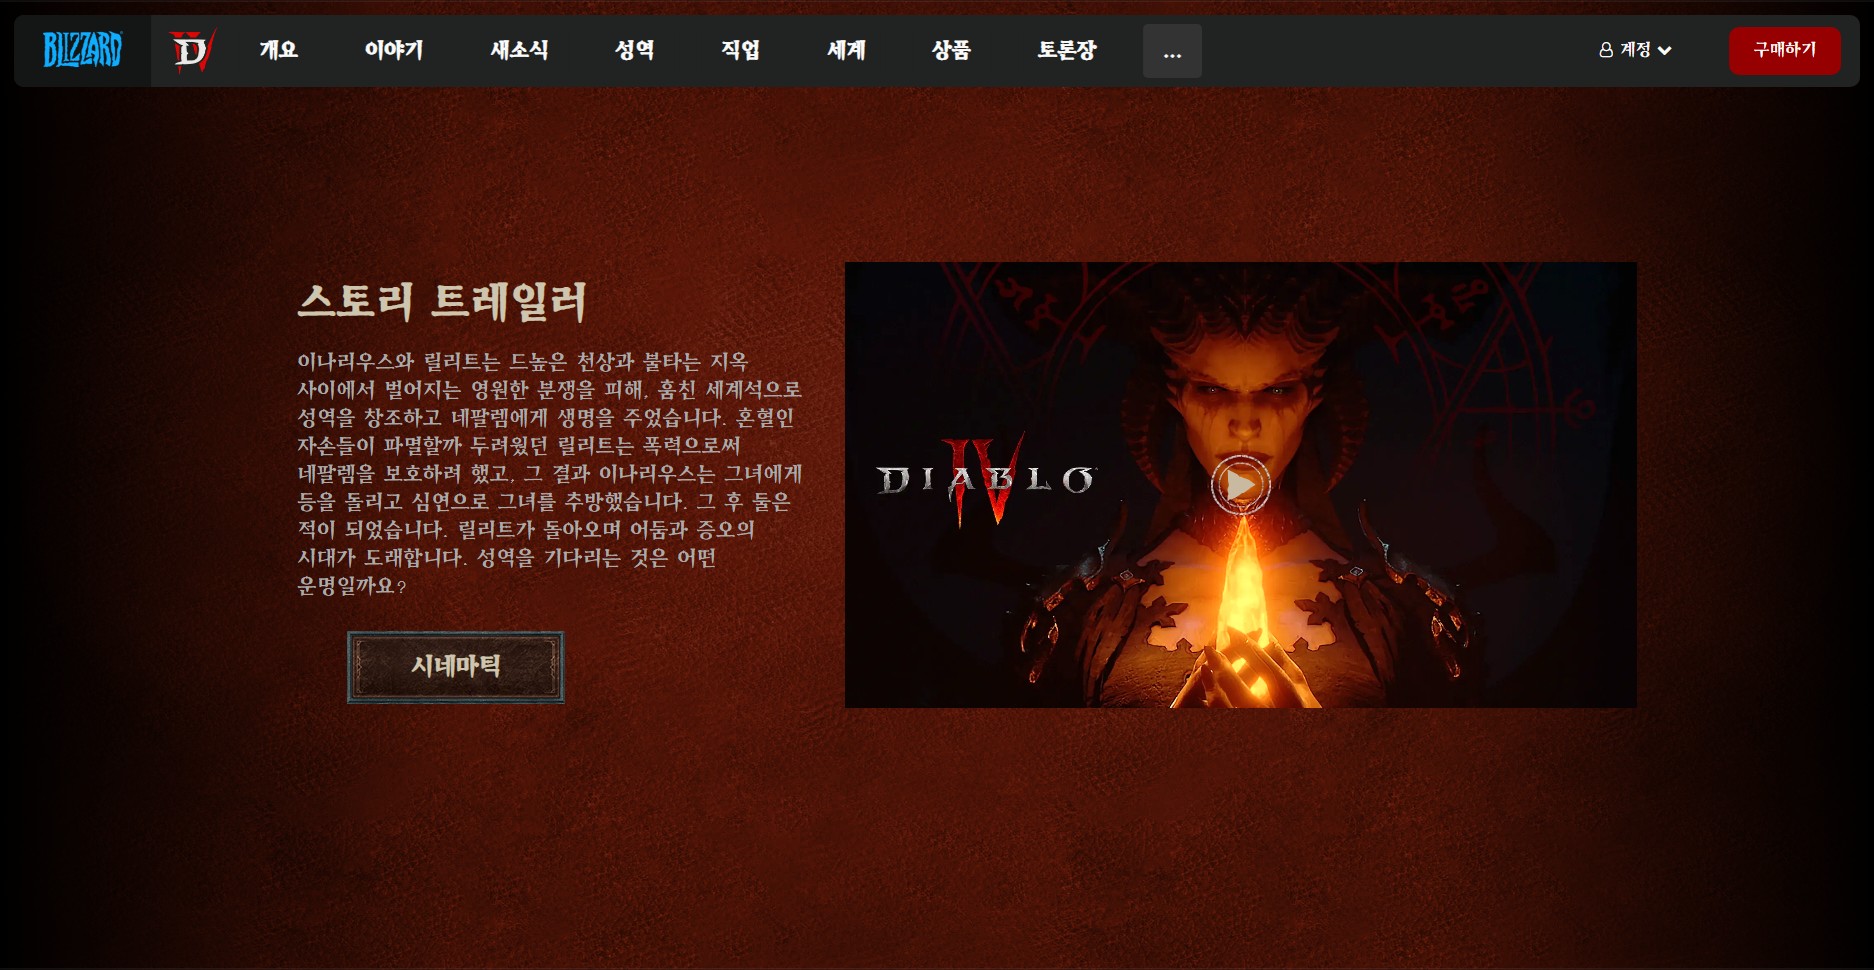 BLIZZARD
개요 이야기 새소식 성역 직업 세계 상품 토론장 ... 계정 구매하기
스토리 트레일러
이나리우스와 릴리트는 드높은 천상과 불타는 지옥
사이에서 벌어지는 영원한 분쟁을 피해, 훔친 세계석으로
성역을 창조하고 네팔렘에게 생명을 주었습니다. 혼혈인
자손들이 파멸할까 두려웠던 릴리트는 폭력으로써
네팔렘을 보호하려 했고, 그 결과 이나리우스는 그녀에게
등을 돌리고 심연으로 그녀를 추방했습니다. 그 후 둘은
적이 되었습니다. 릴리트가 돌아오며 어둠과 증오의
시대가 도래합니다. 성역을 기다리는 것은 어떤
운명일까요?
시네마틱
DIABLO IV